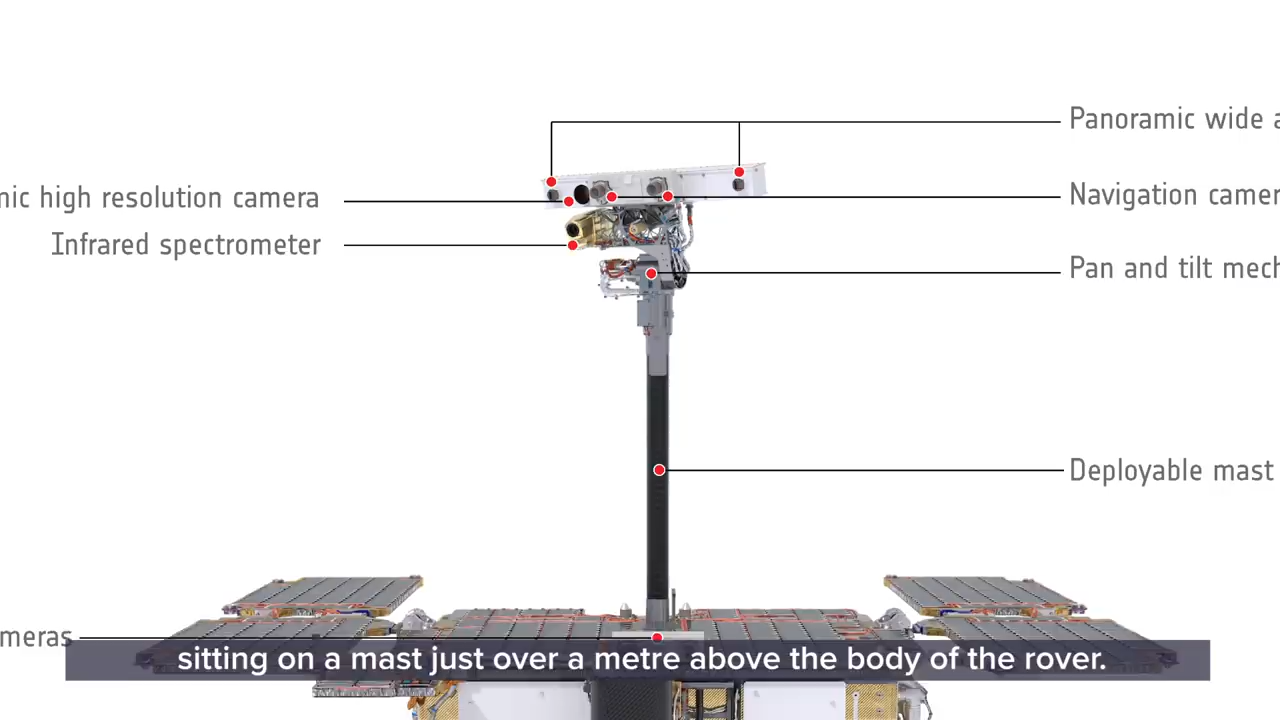 Panoramic wide a
mic high resolution camera
Navigation camer
Infrared spectrometer
Pan and tilt mech
Deployable mast
meras
sitting on a mast just over a metre above the body of the rover.